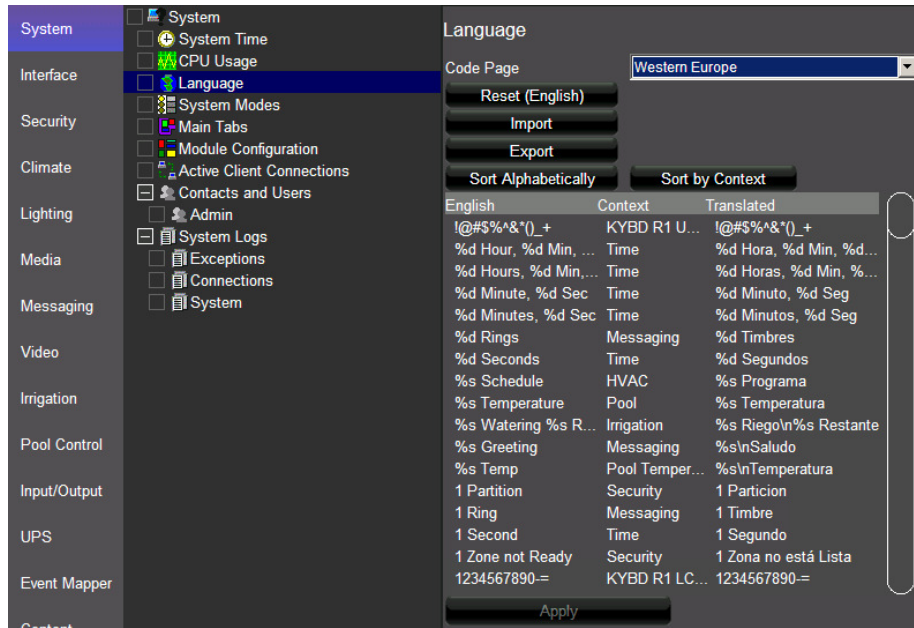 System
Interface
Security
Climate
Lighting
Media
Messaging
Video
Irrigation
Pool Control
Input/Output
UPS
Event Mapper
System
System Time
CPU Usage
Language
System Modes
Main Tabs
Module Configuration
Active Client Connections
Contacts and Users
Admin
System Logs
Exceptions
Connections
System
Language
Code Page Western Europe
Reset (English)
Import
Export
Sort Alphabetically Sort by Context
English Context Translated
!@#$%^&*()_+ KYBD R1 U... !@#$%^&*()_+
%d Hour, %d Min, ... Time %d Hora, %d Min, %d...
%d Hours, %d Min,... Time %d Horas, %d Min, %...
%d Minute, %d Sec Time %d Minuto, %d Seg
%d Minutes, %d Sec Time %d Minutos, %d Seg
%d Rings Messaging %d Timbres
%d Seconds Time %d Segundos
%s Schedule HVAC %s Programa
%s Temperature Pool %s Temperatura
%s Watering %s R... Irrigation %s Riego\n%s Restante
%s Greeting Messaging %s\nSaludo
%s Temp Pool Temper... %s\nTemperatura
1 Partition Security 1 Particion
1 Ring Messaging 1 Timbre
1 Second Time 1 Segundo
1 Zone not Ready Security 1 Zona no está Lista
1234567890-= KYBD R1 LC... 1234567890-=
Apply